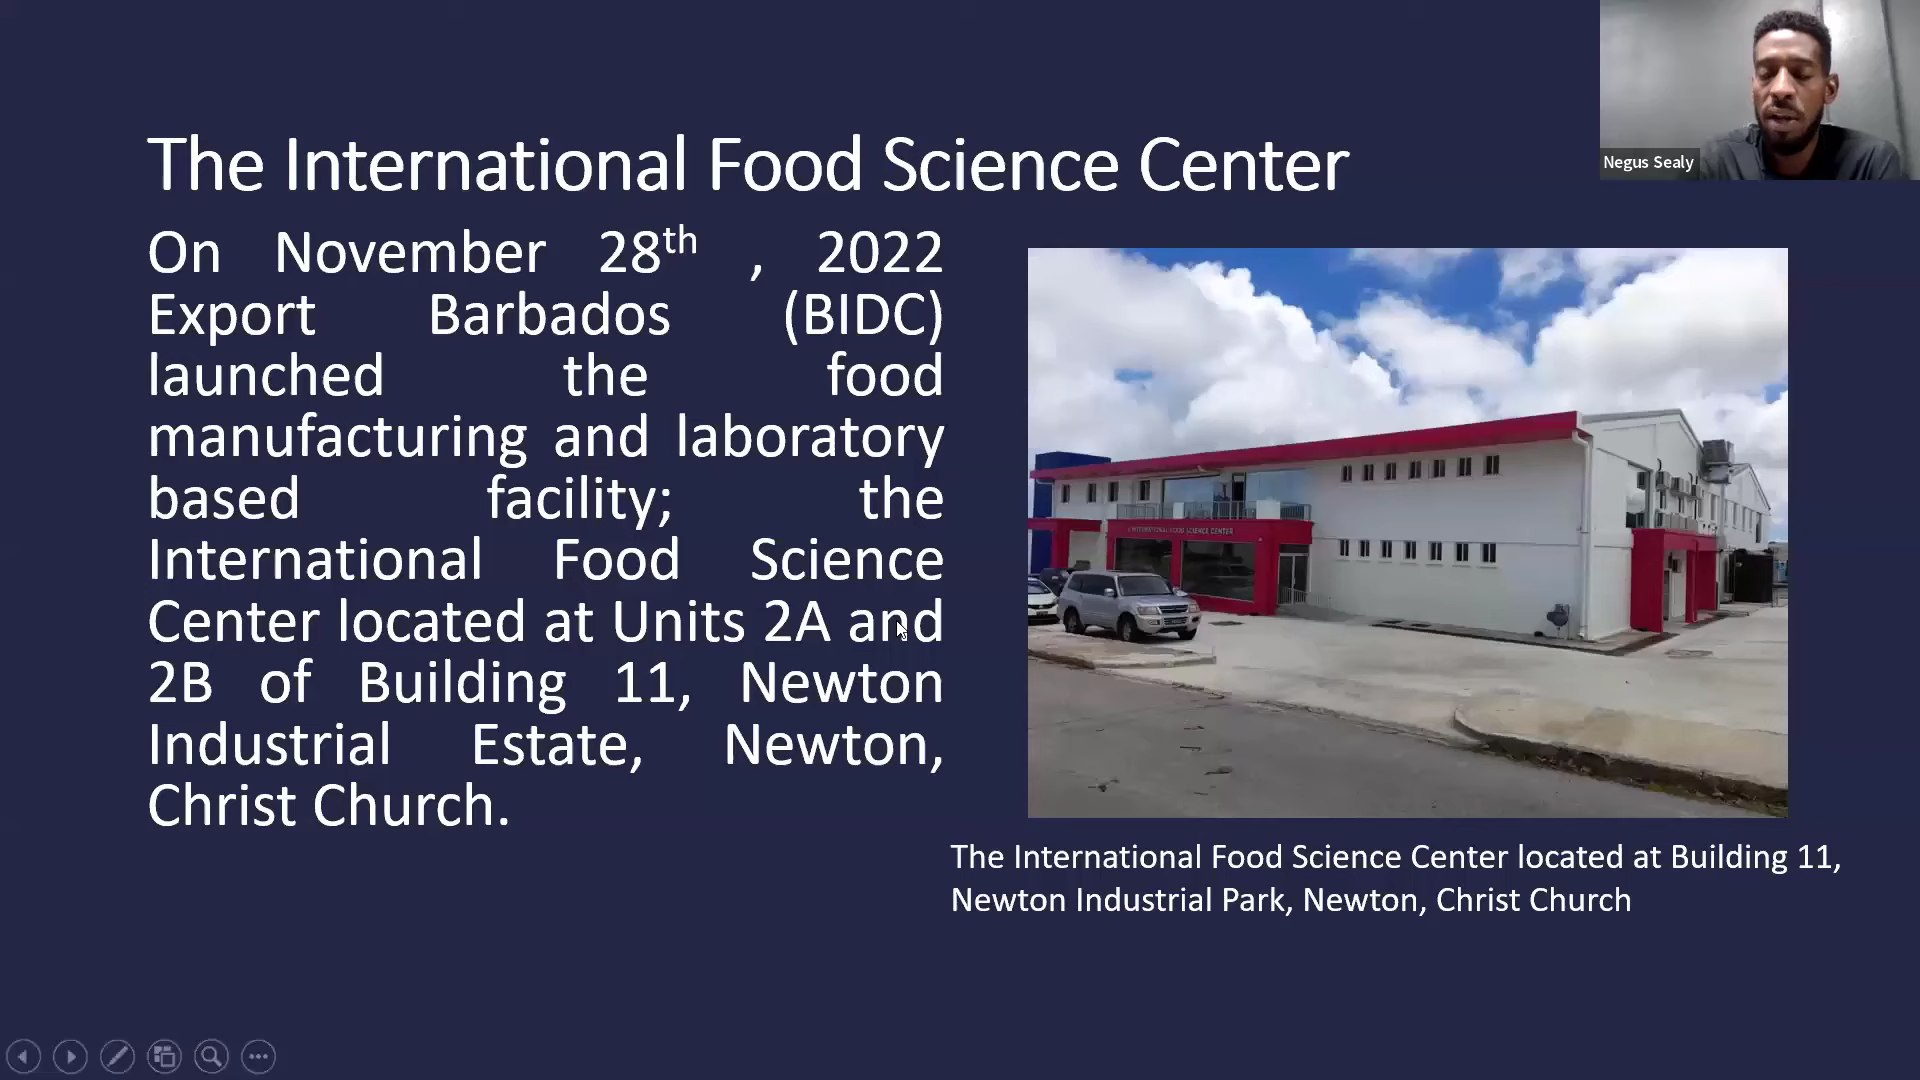 The International Food Science Center
On November 28th , 2022
Export Barbados (BIDC)
launched the food
manufacturing and laboratory
based facility; the
International Food Science
Center located at Units 2A and
2B of Building 11, Newton
Industrial Estate, Newton,
Christ Church.
INTERNATIONAL FOOD SCIENCE CENTER
The International Food Science Center located at Building 11,
Newton Industrial Park, Newton, Christ Church
Negus Sealy